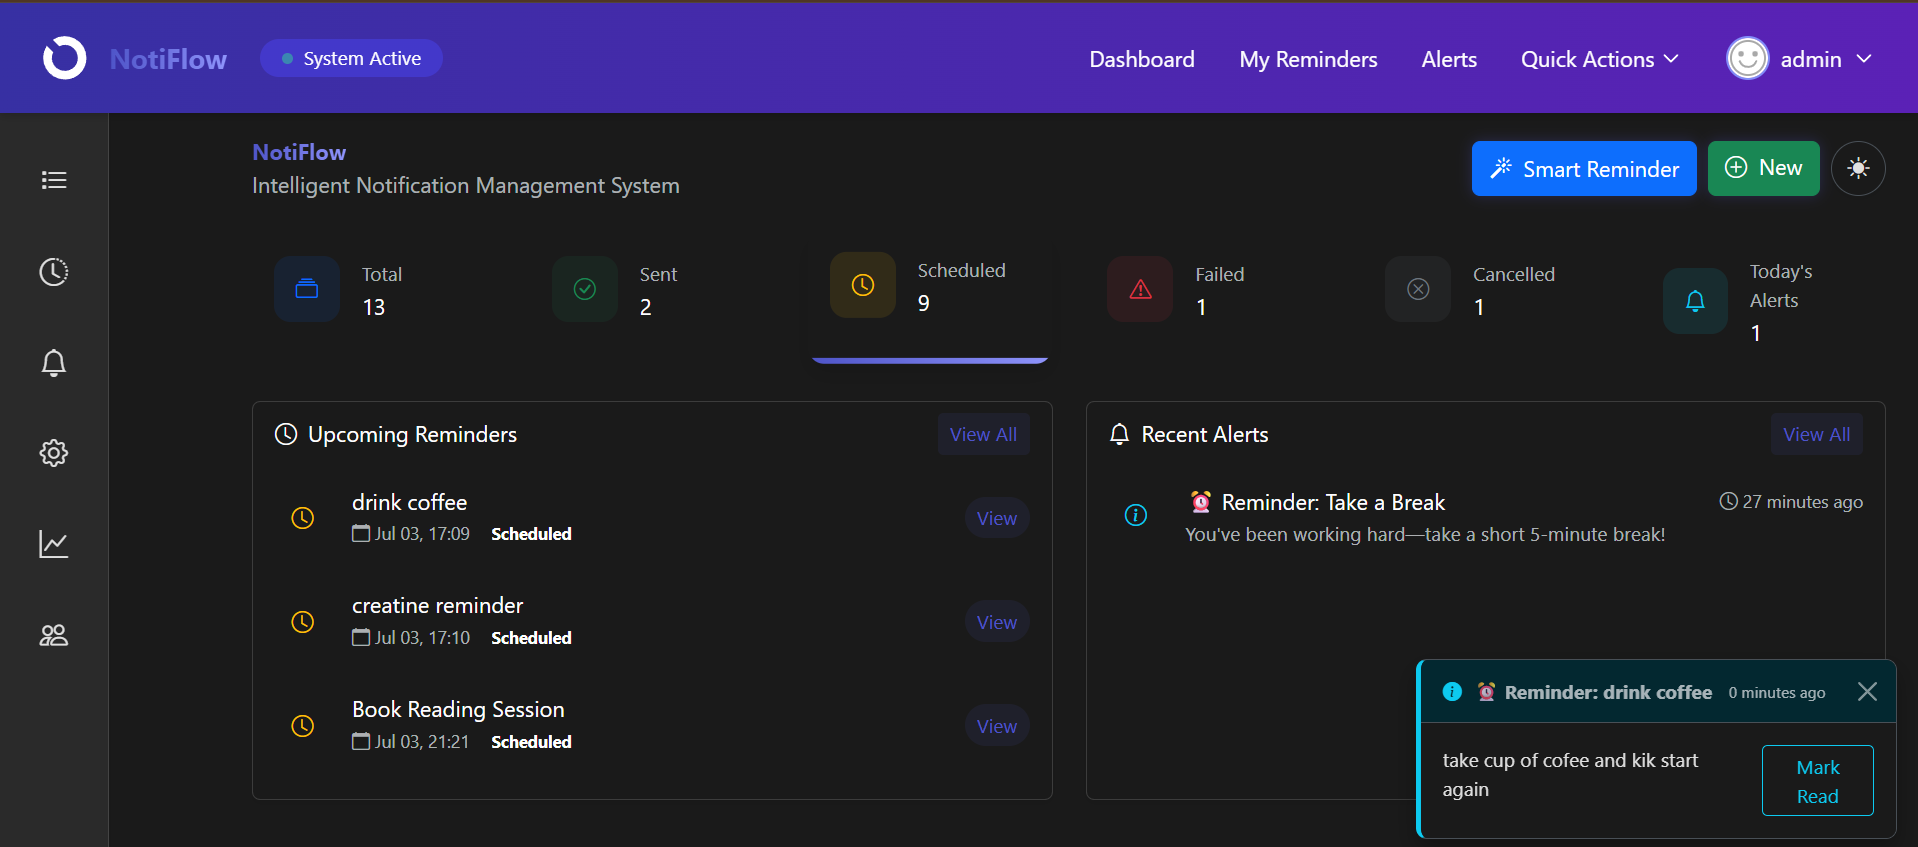 NotiFlow
System Active
Dashboard
My Reminders
Alerts
Quick Actions
admin
NotiFlow
Intelligent Notification Management System
Smart Reminder
New
Total
13
Sent
2
Scheduled
9
Failed
1
Cancelled
1
Today's
Alerts
1
Upcoming Reminders
View All
drink coffee
Jul 03, 17:09 Scheduled
View
creatine reminder
Jul 03, 17:10 Scheduled
View
Book Reading Session
Jul 03, 21:21 Scheduled
View
Recent Alerts
View All
Reminder: Take a Break
27 minutes ago
You've been working hard—take a short 5-minute break!
Reminder: drink coffee 0 minutes ago
take cup of cofee and kik start
again
Mark
Read